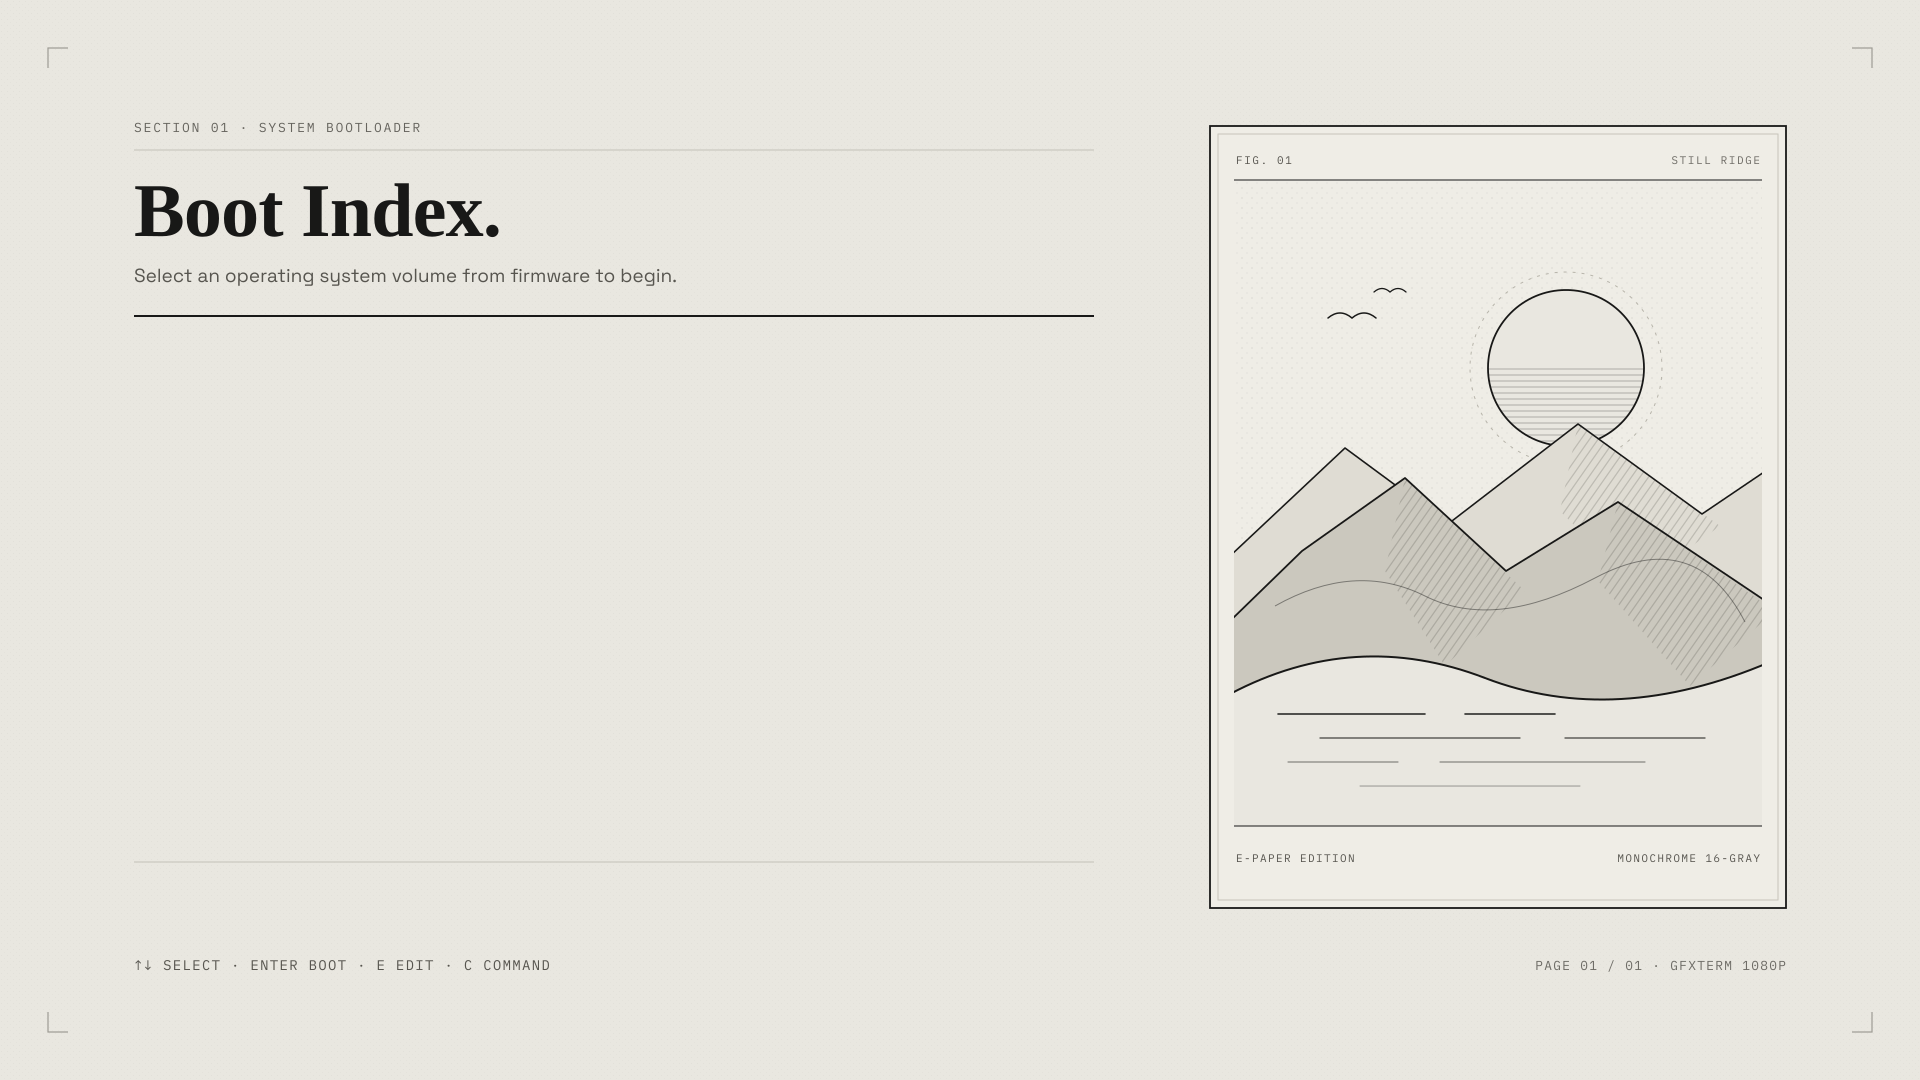 SECTION 01 · SYSTEM BOOTLOADER
Boot Index.
Select an operating system volume from firmware to begin.
FIG. 01
STILL RIDGE
E-PAPER EDITION
MONOCHROME 16-GRAY
↑↓ SELECT · ENTER BOOT · E EDIT · C COMMAND
PAGE 01 / 01 · GFXTERM 1080P